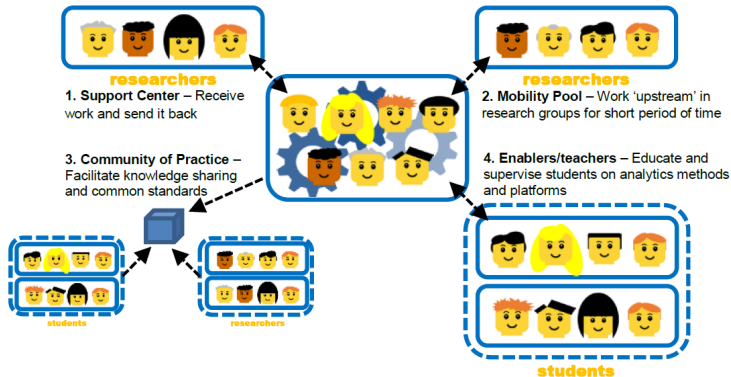 researchers
1. Support Center – Receive
work and send it back
researchers
2. Mobility Pool – Work ‘upstream’ in
research groups for short period of time
3. Community of Practice –
Facilitate knowledge sharing
and common standards
4. Enablers/teachers – Educate and
supervise students on analytics methods
and platforms
students
researchers
students